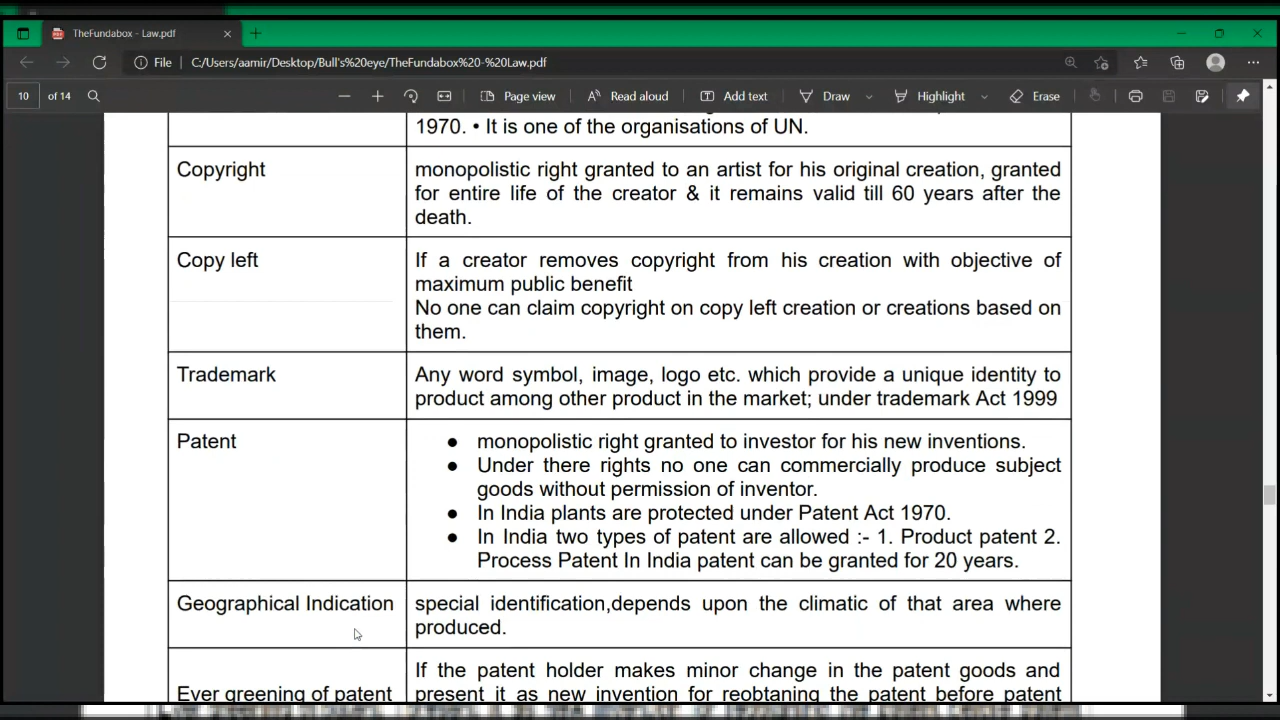 TheFundabox - Law.pdf
File | C:/Users/aamir/Desktop/Bull's%20eye/TheFundabox%20-%20Law.pdf
10 of 14 Page view Read aloud Add text Draw Highlight Erase
1970. • It is one of the organisations of UN.
Copyright monopolistic right granted to an artist for his original creation, granted
for entire life of the creator & it remains valid till 60 years after the
death.
Copy left If a creator removes copyright from his creation with objective of
maximum public benefit
No one can claim copyright on copy left creation or creations based on
them.
Trademark Any word symbol, image, logo etc. which provide a unique identity to
product among other product in the market; under trademark Act 1999
Patent ● monopolistic right granted to investor for his new inventions.
● Under there rights no one can commercially produce subject
goods without permission of inventor.
● In India plants are protected under Patent Act 1970.
● In India two types of patent are allowed :- 1. Product patent 2.
Process Patent In India patent can be granted for 20 years.
Geographical Indication special identification,depends upon the climatic of that area where
produced.
If the patent holder makes minor change in the patent goods and
Ever greening of patent present it as new invention for reobtaning the patent before patent